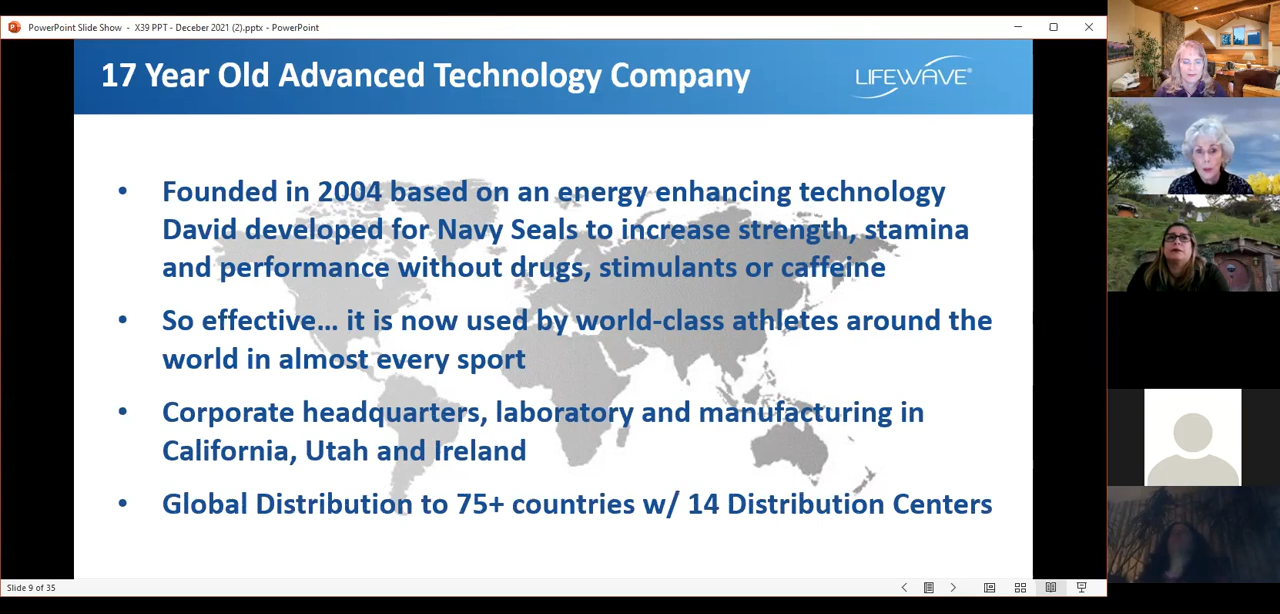 PowerPoint Slide Show - X39 PPT - Deceber 2021 (2).pptx - PowerPoint
17 Year Old Advanced Technology Company
LIFEWAVE®
• Founded in 2004 based on an energy enhancing technology
David developed for Navy Seals to increase strength, stamina
and performance without drugs, stimulants or caffeine
• So effective... it is now used by world-class athletes around the
world in almost every sport
• Corporate headquarters, laboratory and manufacturing in
California, Utah and Ireland
• Global Distribution to 75+ countries w/ 14 Distribution Centers
Slide 9 of 35